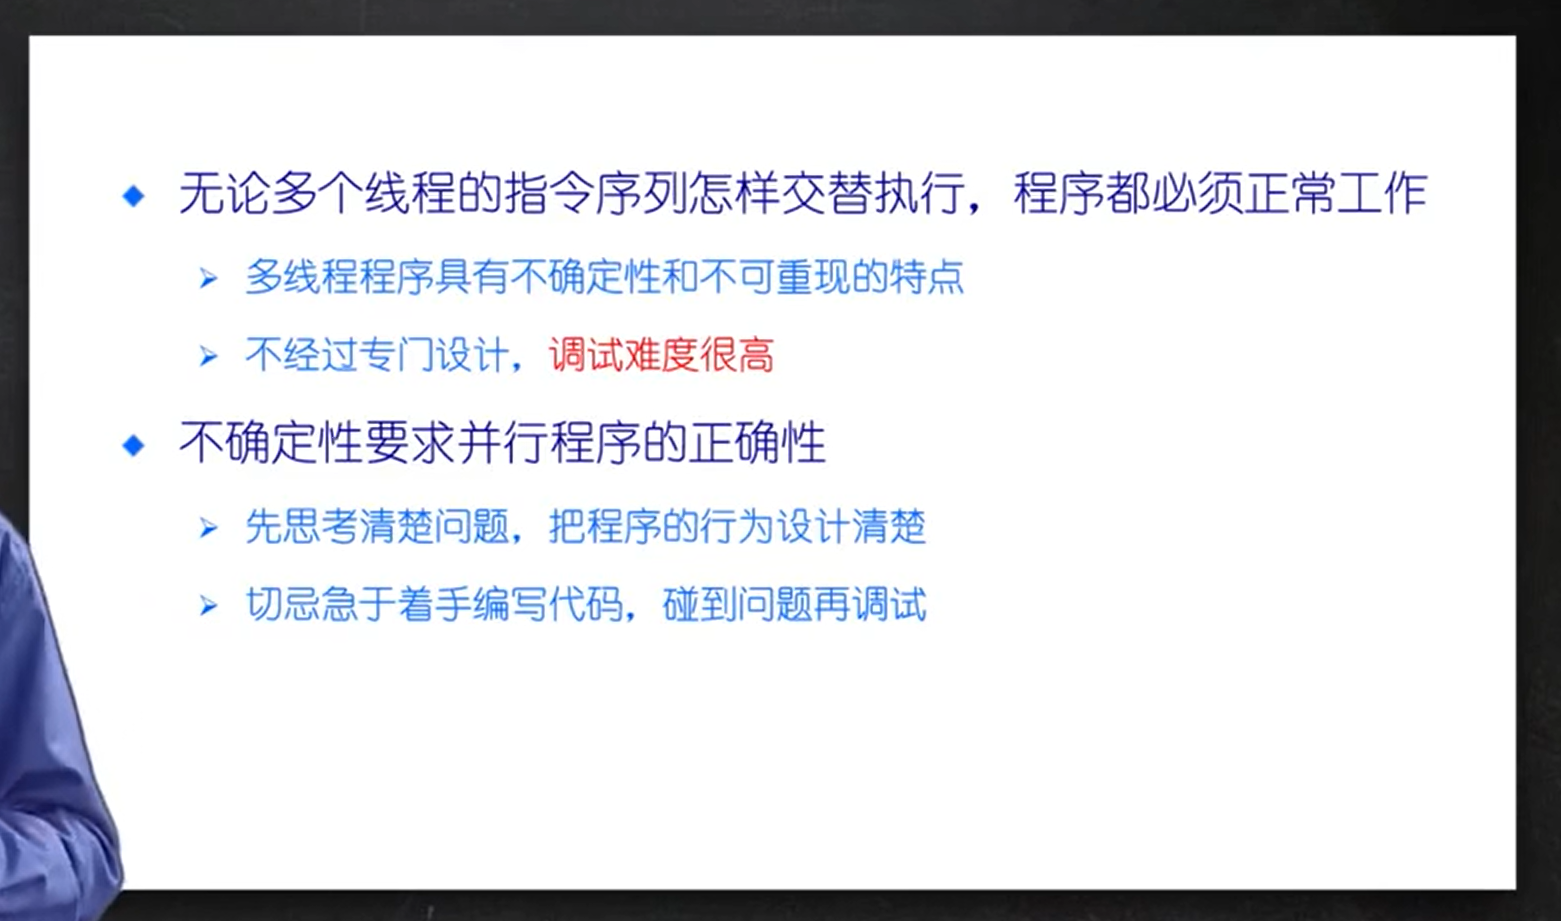 无论多个线程的指令序列怎样交替执行，程序都必须正常工作
多线程程序具有不确定性和不可重现的特点
不经过专门设计，调试难度很高
不确定性要求并行程序的正确性
先思考清楚问题，把程序的行为设计清楚
切忌急于着手编写代码，碰到问题再调试